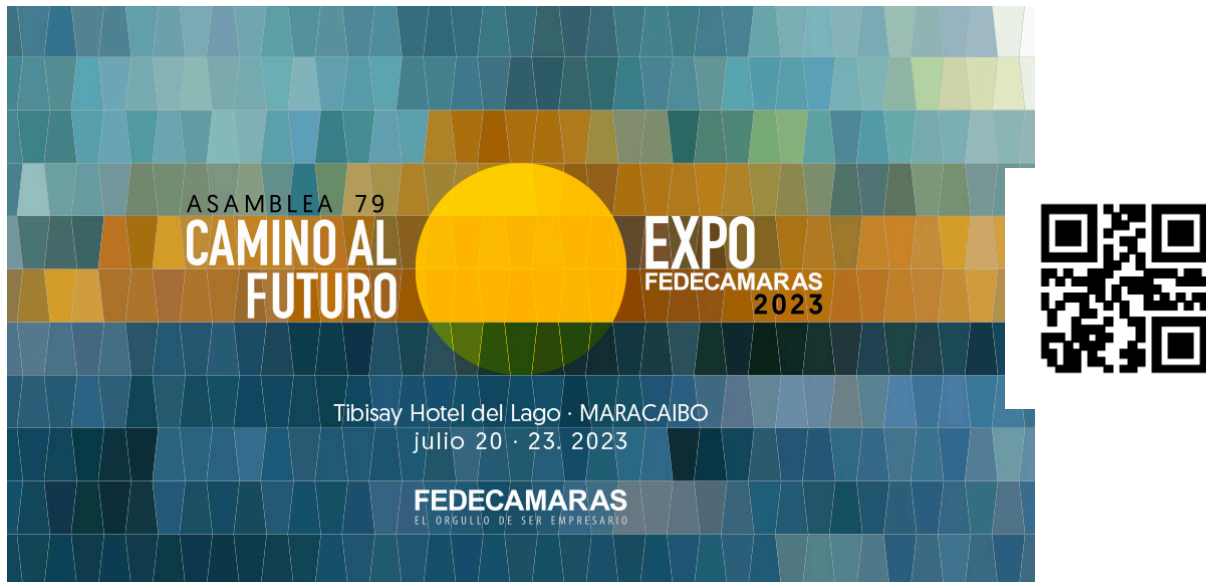 ASAMBLEA 79
CAMINO AL
FUTURO
EXPO
FEDECAMARAS
2023
Tibisay Hotel del Lago · MARACAIBO
julio 20 · 23. 2023
FEDECAMARAS
EL ORGULLO DE SER EMPRESARIO